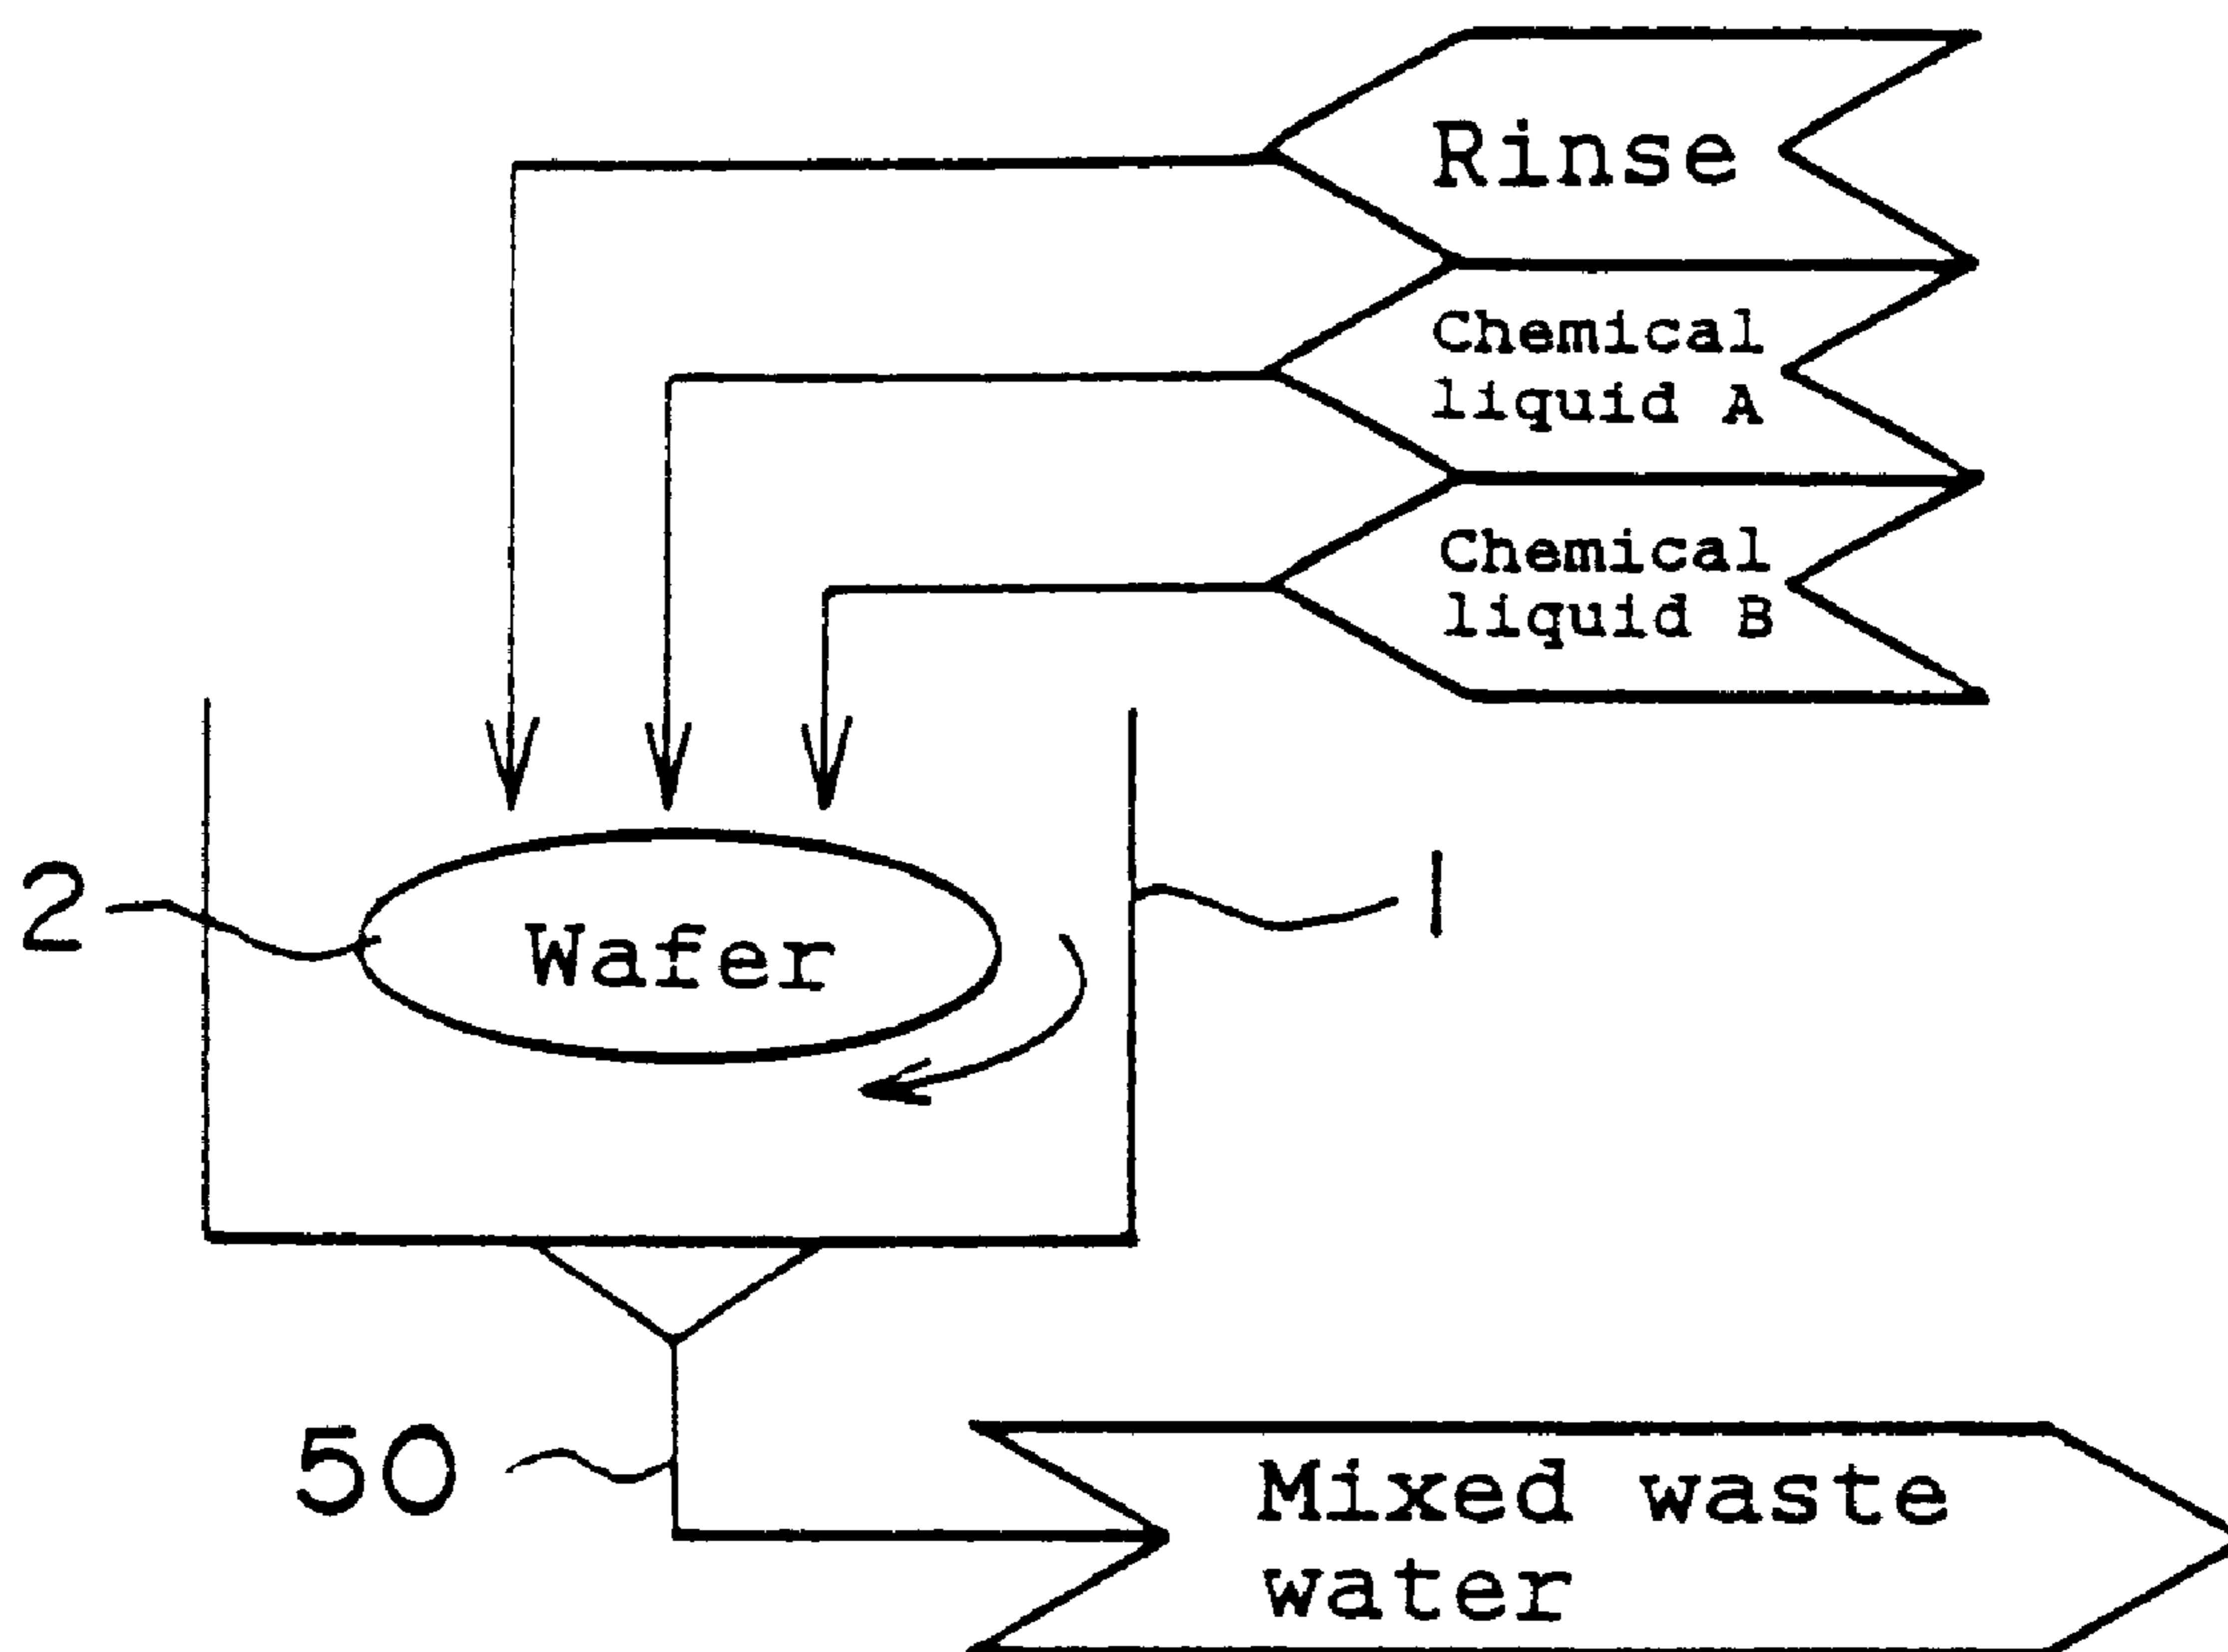 Rinse
Chemical
liquid A
Chemical
liquid B
2
Wafer
1
50
Mixed waste
water